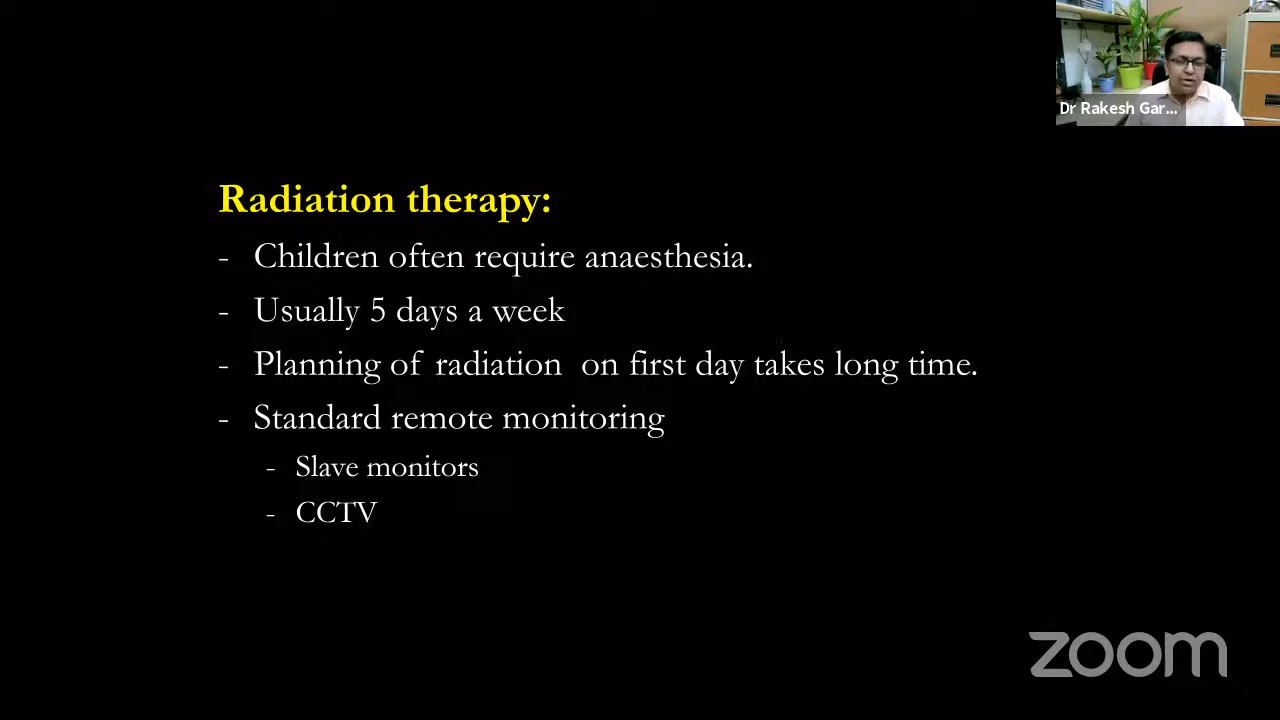 Dr Rakesh Gar...
Radiation therapy:
- Children often require anaesthesia.
- Usually 5 days a week
- Planning of radiation on first day takes long time.
- Standard remote monitoring
- Slave monitors
- CCTV
zoom